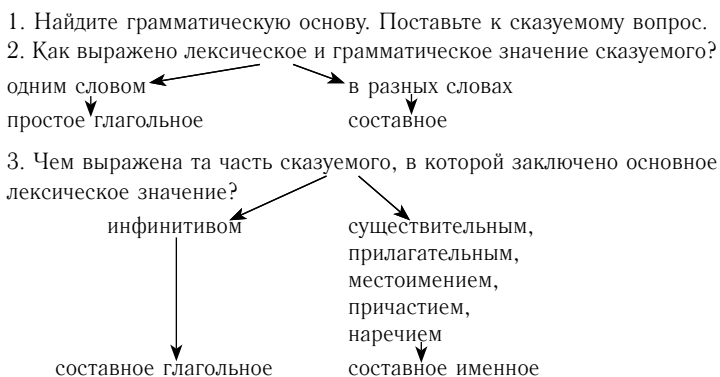 1. Найдите грамматическую основу. Поставьте к сказуемому вопрос.
2. Как выражено лексическое и грамматическое значение сказуемого?
одним словом в разных словах
простое глагольное составное
3. Чем выражена та часть сказуемого, в которой заключено основное
лексическое значение?
инфинитивом существительным,
прилагательным,
местоимением,
причастием,
наречием
составное глагольное составное именное